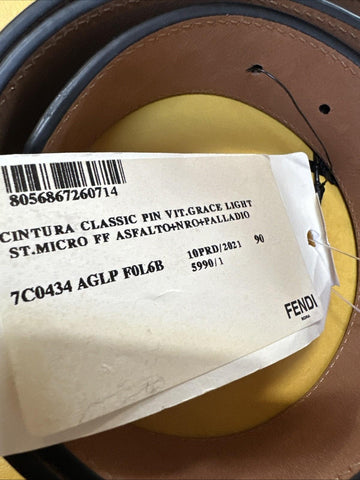 8056867260714
CINTURA CLASSIC PIN VIT.GRACE LIGHT
ST.MICRO FF ASFALTO+NRO+PALLADIO
10PRD/2021 90
7C0434 AGLP F0L6B 5990/1
FENDI
ROMA